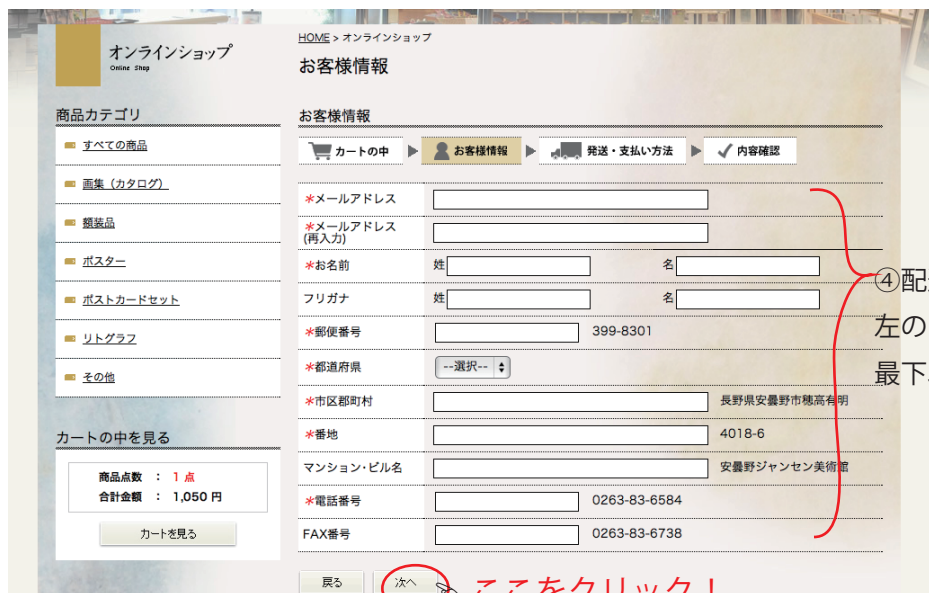 オンラインショップ
Online Shop
商品カテゴリ
すべての商品
画集（カタログ）
額装品
ポスター
ポストカードセット
リトグラフ
その他
カートの中を見る
商品点数 ： 1 点
合計金額 ： 1,050 円
カートを見る
HOME > オンラインショップ
お客様情報
お客様情報
カートの中 ▶ お客様情報 ▶ 発送・支払い方法 ▶ 内容確認
*メールアドレス
*メールアドレス
(再入力)
*お名前 姓 名
フリガナ 姓 名
*郵便番号 399-8301
*都道府県 --選択--
*市区郡町村 長野県安曇野市穂高有明
*番地 4018-6
マンション・ビル名 安曇野ジャンセン美術館
*電話番号 0263-83-6584
FAX番号 0263-83-6738
戻る 次へ ここをクリック！
④配
左の
最下